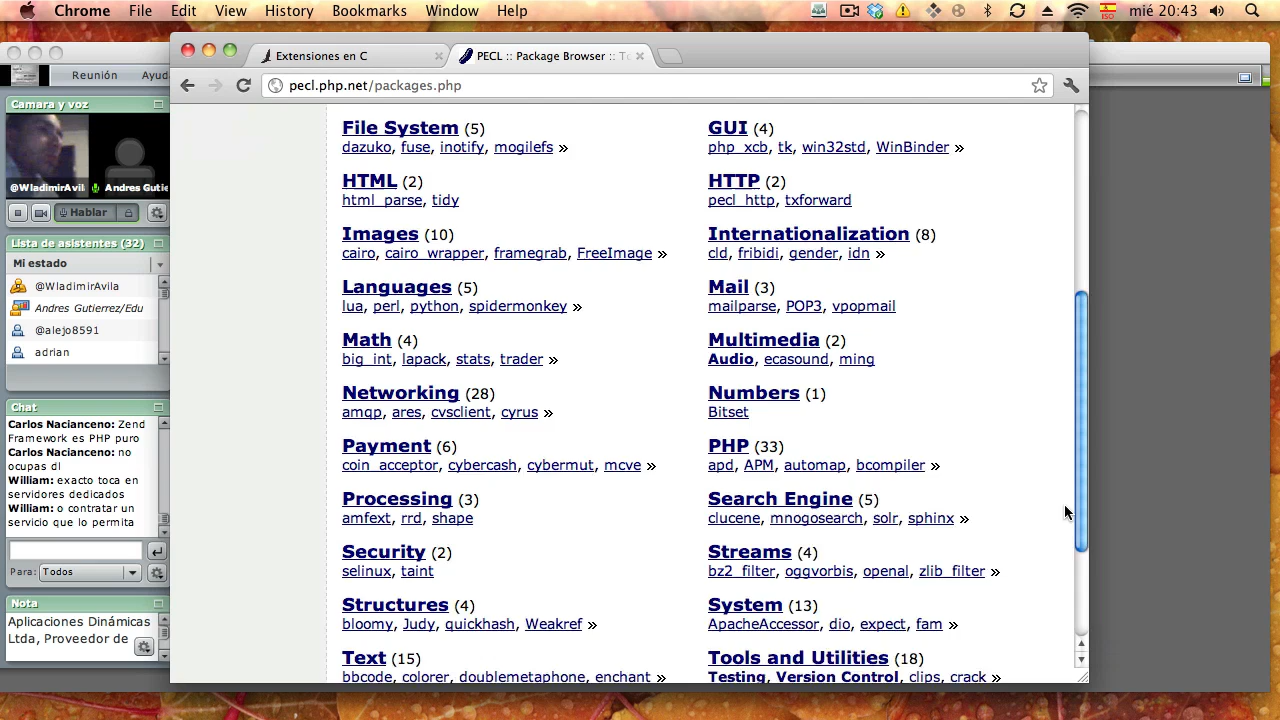 Chrome File Edit View History Bookmarks Window Help
ISO
mié 20:43
Reunión
Extensiones en C
PECL :: Package Browser ::
pecl.php.net/packages.php
Camara y voz
@WladimirAvil
Andres Gutie
Hablar
Lista de asistentes (32)
Mi estado
@WladimirAvila
Andres Gutierrez/Edu
@alejo8591
adrian
Chat
Carlos Nacianceno: Zend
Framework es PHP puro
Carlos Nacianceno: no
ocupas dl
William: exacto toca en
servidores dedicados
William: o contratar un
servicio que lo permita
Para: Todos
Nota
Aplicaciones Dinámicas
Ltda, Proveedor de
File System (5)
dazuko, fuse, inotify, mogilefs »
GUI (4)
php_xcb, tk, win32std, WinBinder »
HTML (2)
html_parse, tidy
HTTP (2)
pecl_http, txforward
Images (10)
cairo, cairo_wrapper, framegrab, FreeImage »
Internationalization (8)
cld, fribidi, gender, idn »
Languages (5)
lua, perl, python, spidermonkey »
Mail (3)
mailparse, POP3, vpopmail
Math (4)
big_int, lapack, stats, trader »
Multimedia (2)
Audio, ecasound, ming
Networking (28)
amqp, ares, cvsclient, cyrus »
Numbers (1)
Bitset
Payment (6)
coin_acceptor, cybercash, cybermut, mcve »
PHP (33)
apd, APM, automap, bcompiler »
Processing (3)
amfext, rrd, shape
Search Engine (5)
clucene, mnogosearch, solr, sphinx »
Security (2)
selinux, taint
Streams (4)
bz2_filter, oggvorbis, openal, zlib_filter »
Structures (4)
bloomy, Judy, quickhash, Weakref »
System (13)
ApacheAccessor, dio, expect, fam »
Text (15)
bbcode, colorer, doublemetaphone, enchant »
Tools and Utilities (18)
Testing, Version Control, clips, crack »